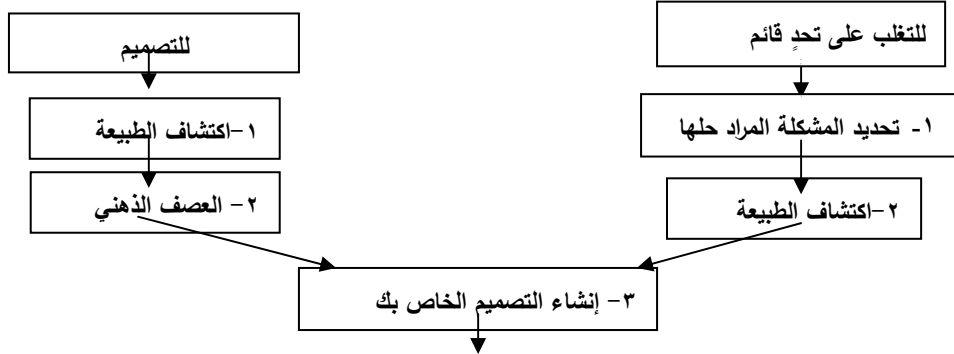 للتغلب على تحدٍ قائم
للتصميم
١- تحديد المشكلة المراد حلها
١-اكتشاف الطبيعة
٢-اكتشاف الطبيعة
٢- العصف الذهني
٣- إنشاء التصميم الخاص بك